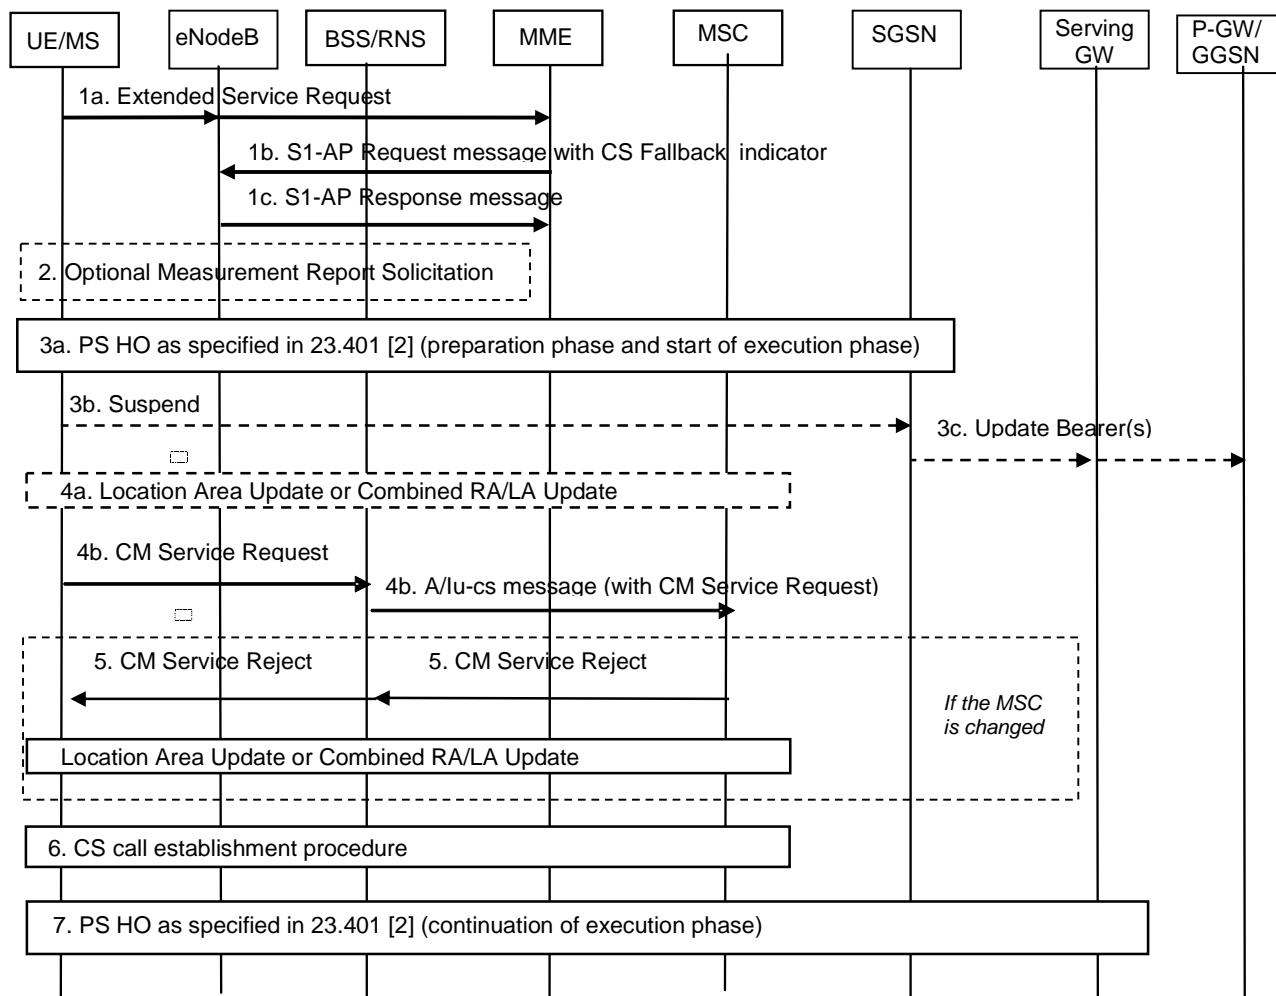 UE/MS
eNodeB
BSS/RNS
MME
MSC
SGSN
Serving
GW
P-GW/
GGSN
1a. Extended Service Request
1b. S1-AP Request message with CS Fallback indicator
1c. S1-AP Response message
2. Optional Measurement Report Solicitation
3a. PS HO as specified in 23.401 [2] (preparation phase and start of execution phase)
3b. Suspend
3c. Update Bearer(s)
4a. Location Area Update or Combined RA/LA Update
4b. CM Service Request
4b. A/Iu-cs message (with CM Service Request)
5. CM Service Reject
5. CM Service Reject
If the MSC
is changed
Location Area Update or Combined RA/LA Update
6. CS call establishment procedure
7. PS HO as specified in 23.401 [2] (continuation of execution phase)